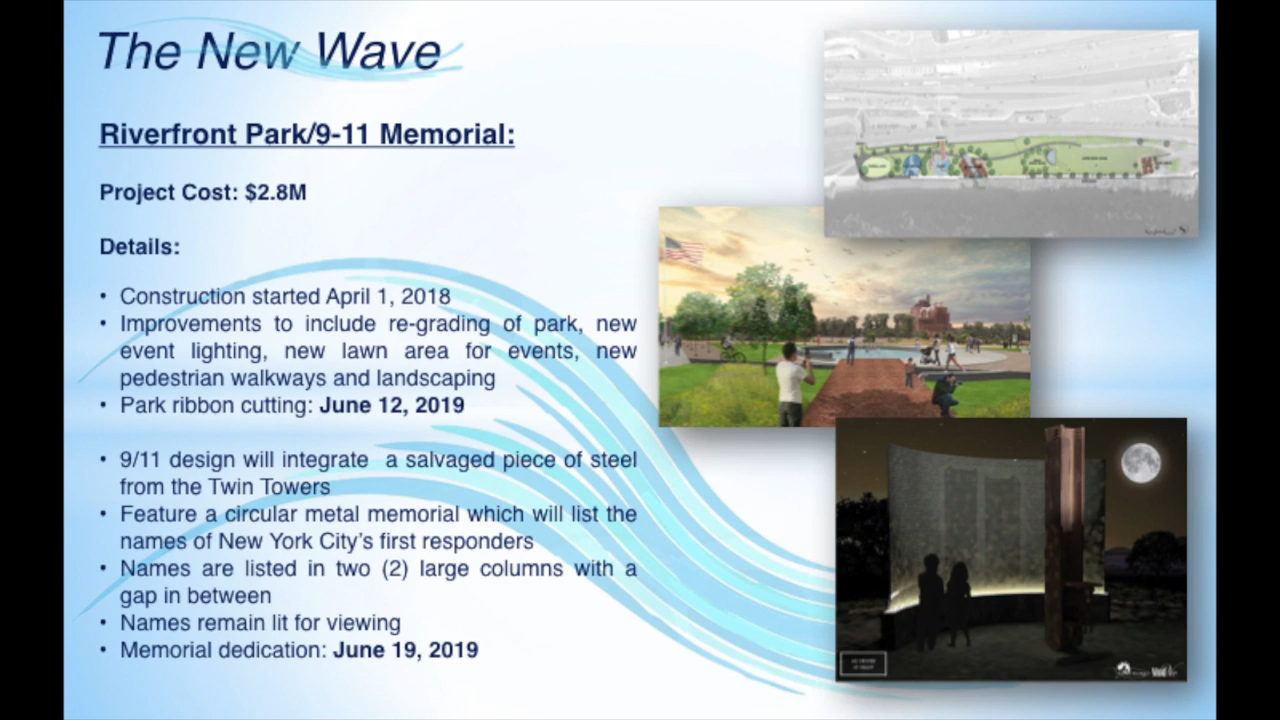 The New Wave
Riverfront Park/9-11 Memorial:
Project Cost: $2.8M
Details:
• Construction started April 1, 2018
• Improvements to include re-grading of park, new
event lighting, new lawn area for events, new
pedestrian walkways and landscaping
• Park ribbon cutting: June 12, 2019
• 9/11 design will integrate a salvaged piece of steel
from the Twin Towers
• Feature a circular metal memorial which will list the
names of New York City's first responders
• Names are listed in two (2) large columns with a
gap in between
• Names remain lit for viewing
• Memorial dedication: June 19, 2019